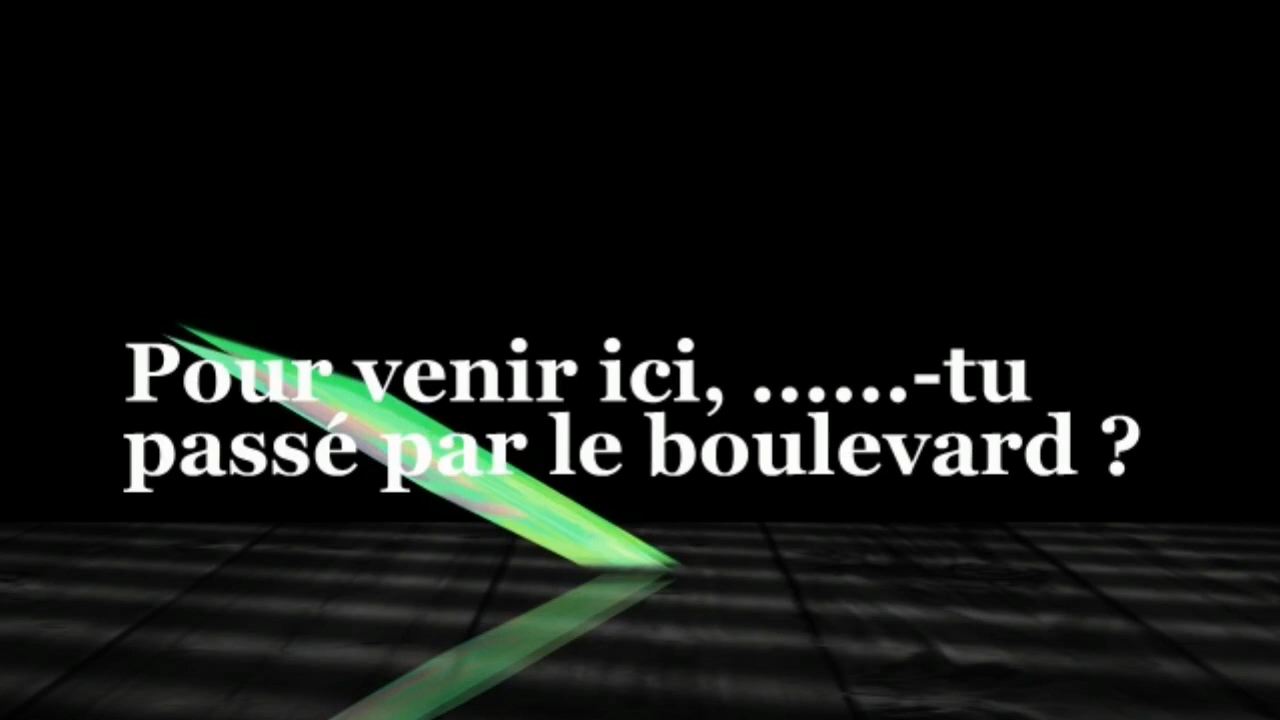 Pour venir ici, ......-tu
passé par le boulevard ?